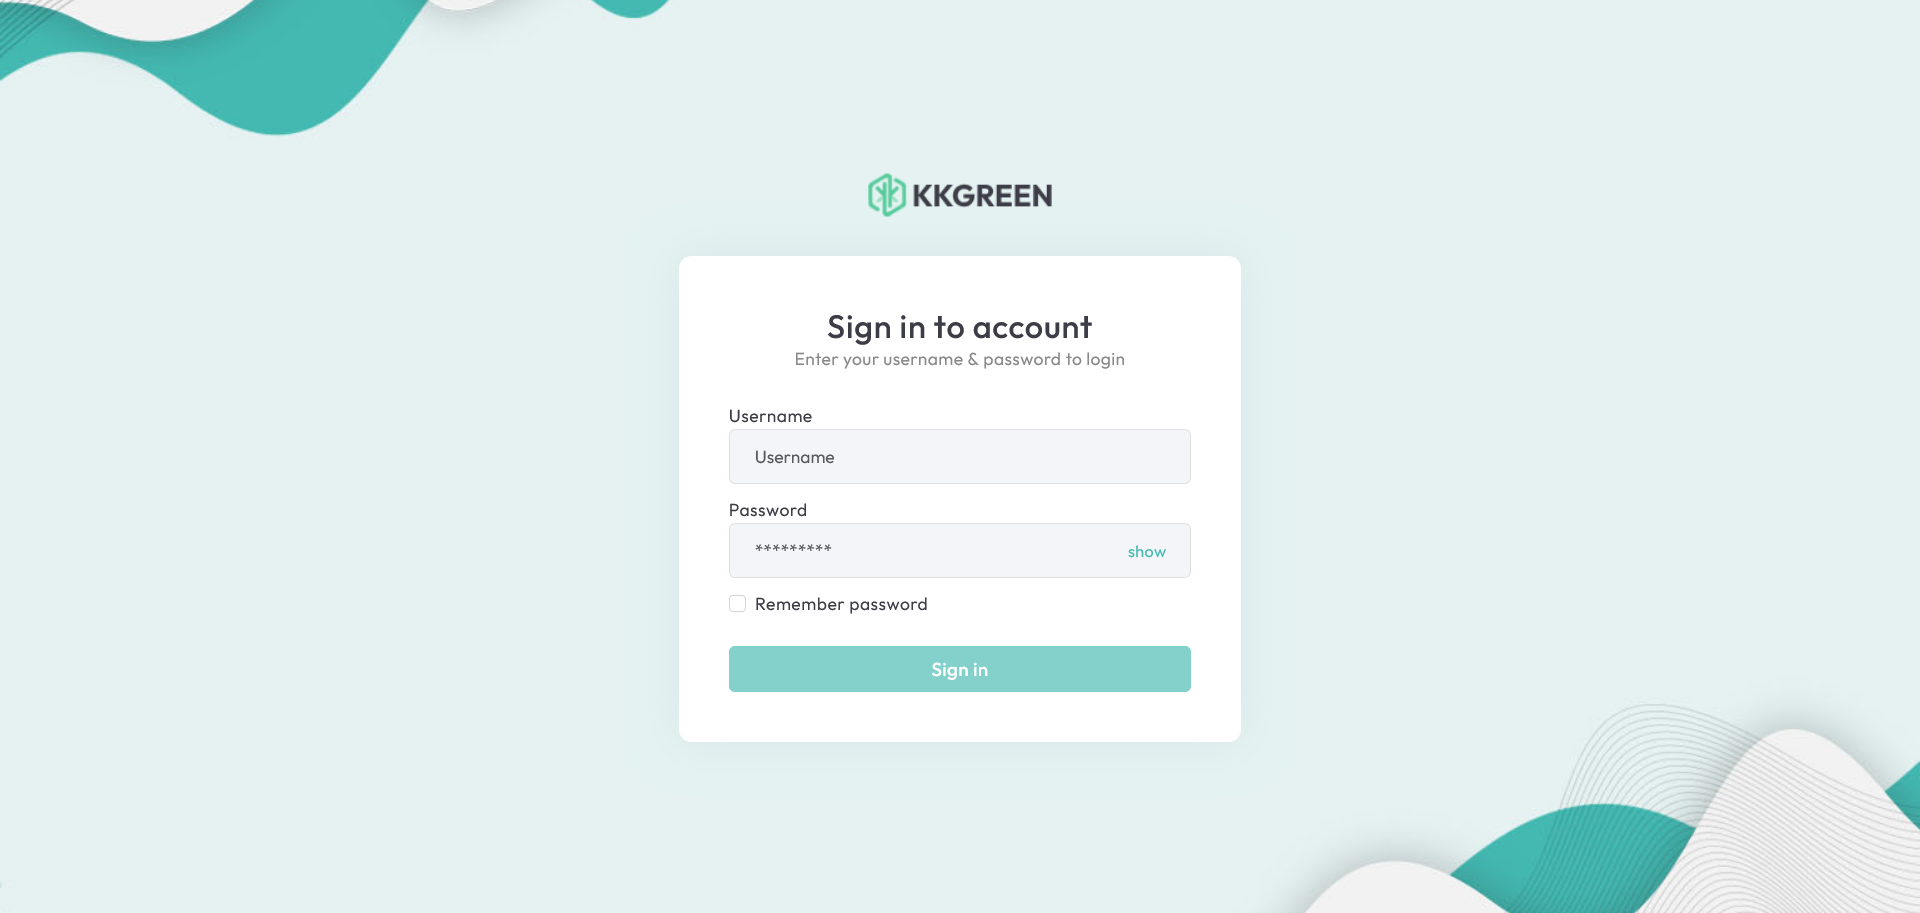 KKGREEN
Sign in to account
Enter your username & password to login
Username
Username
Password
*********
show
Remember password
Sign in